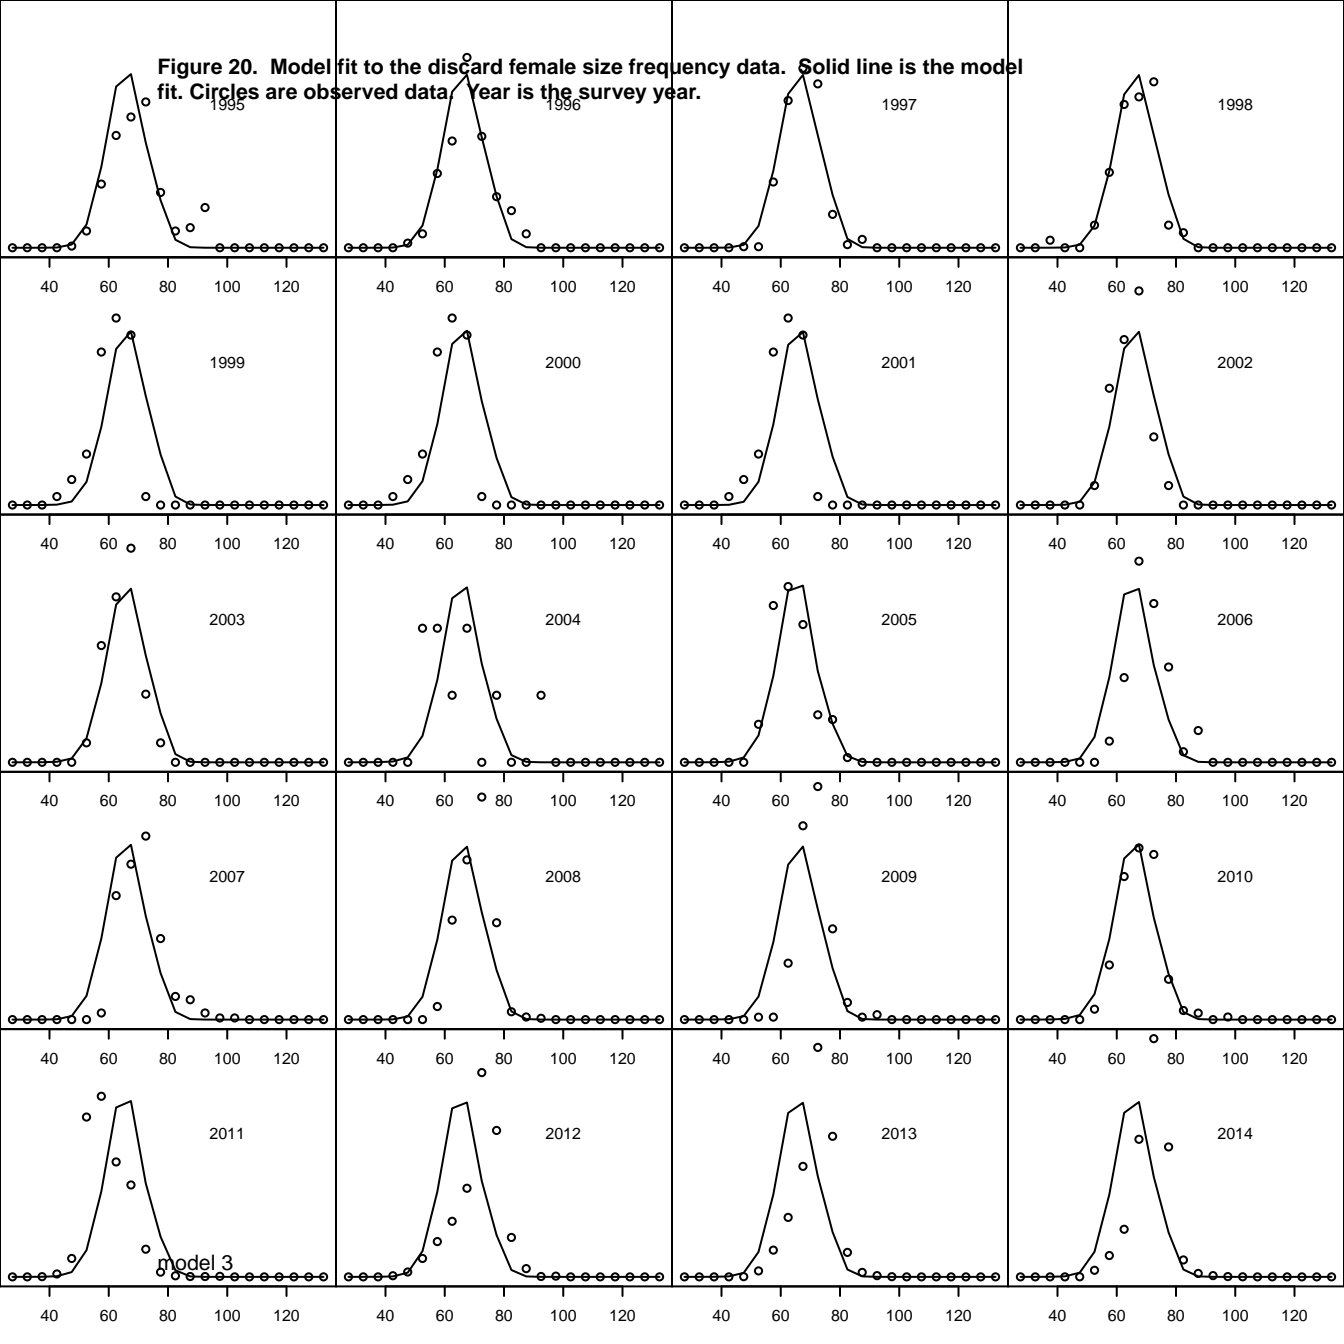 Figure 20.  Model fit to the discard female size frequency data.  Solid line is the model
fit. Circles are observed data.  Year is the survey year.
1995 1996 1997 1998
40 60 80 100 120 40 60 80 100 120 40 60 80 100 120 40 60 80 100 120
1999 2000 2001 2002
40 60 80 100 120 40 60 80 100 120 40 60 80 100 120 40 60 80 100 120
2003 2004 2005 2006
40 60 80 100 120 40 60 80 100 120 40 60 80 100 120 40 60 80 100 120
2007 2008 2009 2010
40 60 80 100 120 40 60 80 100 120 40 60 80 100 120 40 60 80 100 120
2011 2012 2013 2014
model 3
40 60 80 100 120 40 60 80 100 120 40 60 80 100 120 40 60 80 100 120